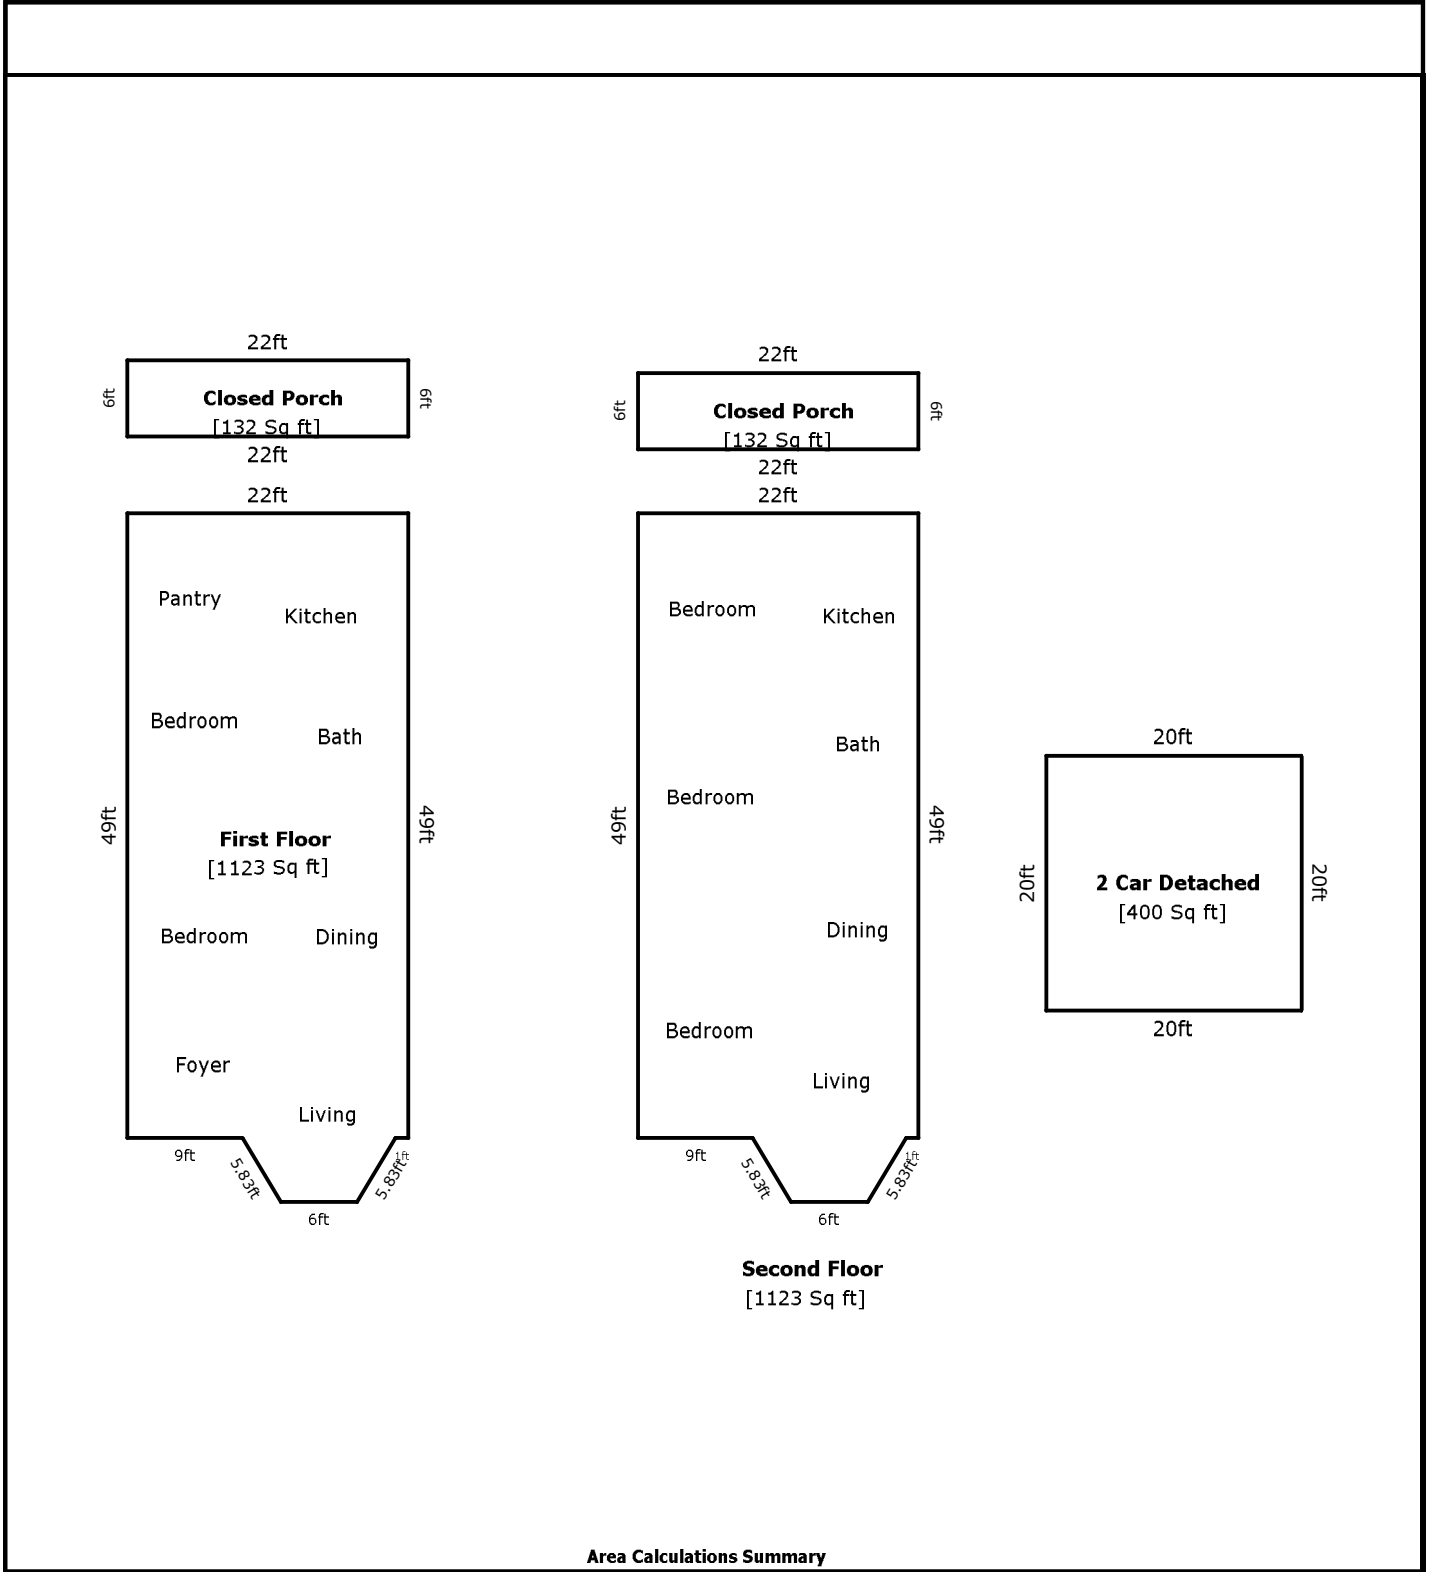 22ft
6ft
Closed Porch
6ft
[132 Sq ft]
22ft
22ft
6ft
Closed Porch
6ft
[132 Sq ft]
22ft
22ft
Pantry
Kitchen
Bedroom
Bath
49ft
49ft
First Floor
[1123 Sq ft]
Bedroom
Dining
Foyer
Living
9ft
5.83ft
6ft
5.83ft
1ft
22ft
Bedroom
Kitchen
Bath
Bedroom
49ft
49ft
Dining
Bedroom
Living
9ft
5.83ft
6ft
5.83ft
1ft
Second Floor
[1123 Sq ft]
20ft
20ft
2 Car Detached
[400 Sq ft]
20ft
20ft
Area Calculations Summary